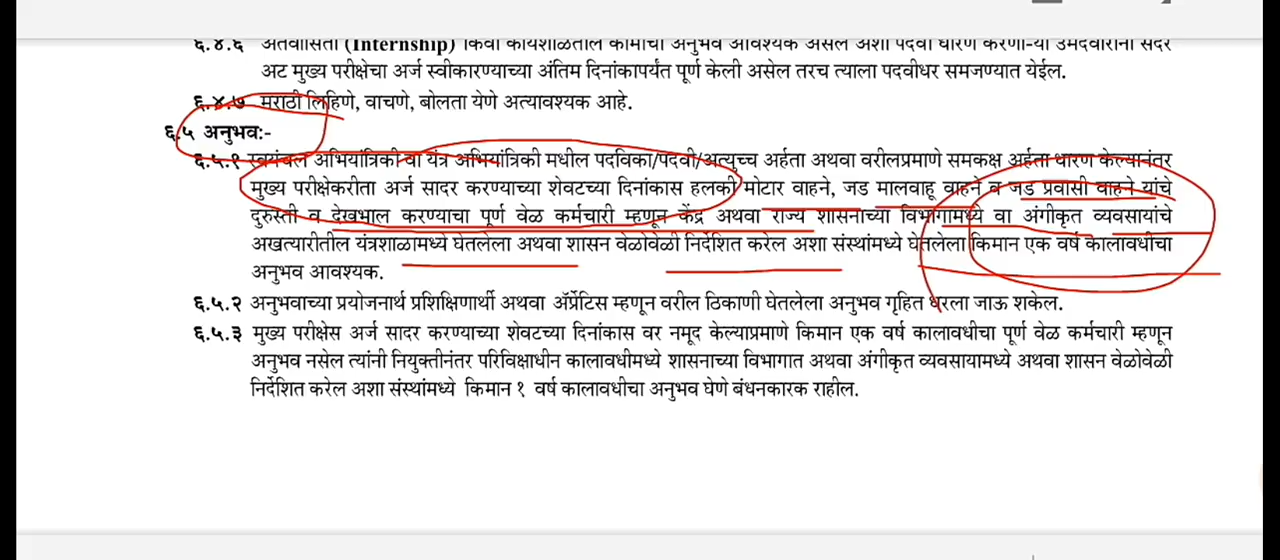 ६.४.६ अंतर्वासिता (Internship) किंवा कार्यशाळेतील कामाचा अनुभव आवश्यक असेल अशी पदवी धारण करणा-या उमेदवारांनी सदर
अट मुख्य परीक्षेचा अर्ज स्वीकारण्याच्या अंतिम दिनांकापर्यंत पूर्ण केली असेल तरच त्याला पदवीधर समजण्यात येईल.
६.४.७ मराठी लिहिणे, वाचणे, बोलता येणे अत्यावश्यक आहे.
६.५ अनुभवः-
६.५.१ स्वयंचल अभियांत्रिकी वा यंत्र अभियांत्रिकी मधील पदविका/पदवी/अत्युच्च अर्हता अथवा वरीलप्रमाणे समकक्ष अर्हता धारण केल्यानंतर
मुख्य परीक्षेकरीता अर्ज सादर करण्याच्या शेवटच्या दिनांकास हलकी मोटार वाहने, जड मालवाहू वाहने व जड प्रवासी वाहने यांचे
दुरुस्ती व देखभाल करण्याचा पूर्ण वेळ कर्मचारी म्हणून केंद्र अथवा राज्य शासनाच्या विभागामध्ये वा अंगीकृत व्यवसायांचे
अखत्यारीतील यंत्रशाळामध्ये घेतलेला अथवा शासन वेळोवेळी निर्देशित करेल अशा संस्थांमध्ये घेतलेला किमान एक वर्ष कालावधीचा
अनुभव आवश्यक.
६.५.२ अनुभवाच्या प्रयोजनार्थ प्रशिक्षिणार्थी अथवा ॲप्रेटिस म्हणून वरील ठिकाणी घेतलेला अनुभव गृहित धरला जाऊ शकेल.
६.५.३ मुख्य परीक्षेस अर्ज सादर करण्याच्या शेवटच्या दिनांकास वर नमूद केल्याप्रमाणे किमान एक वर्ष कालावधीचा पूर्ण वेळ कर्मचारी म्हणून
अनुभव नसेल त्यांनी नियुक्तीनंतर परिविक्षाधीन कालावधीमध्ये शासनाच्या विभागात अथवा अंगीकृत व्यवसायामध्ये अथवा शासन वेळोवेळी
निर्देशित करेल अशा संस्थांमध्ये किमान १ वर्ष कालावधीचा अनुभव घेणे बंधनकारक राहील.